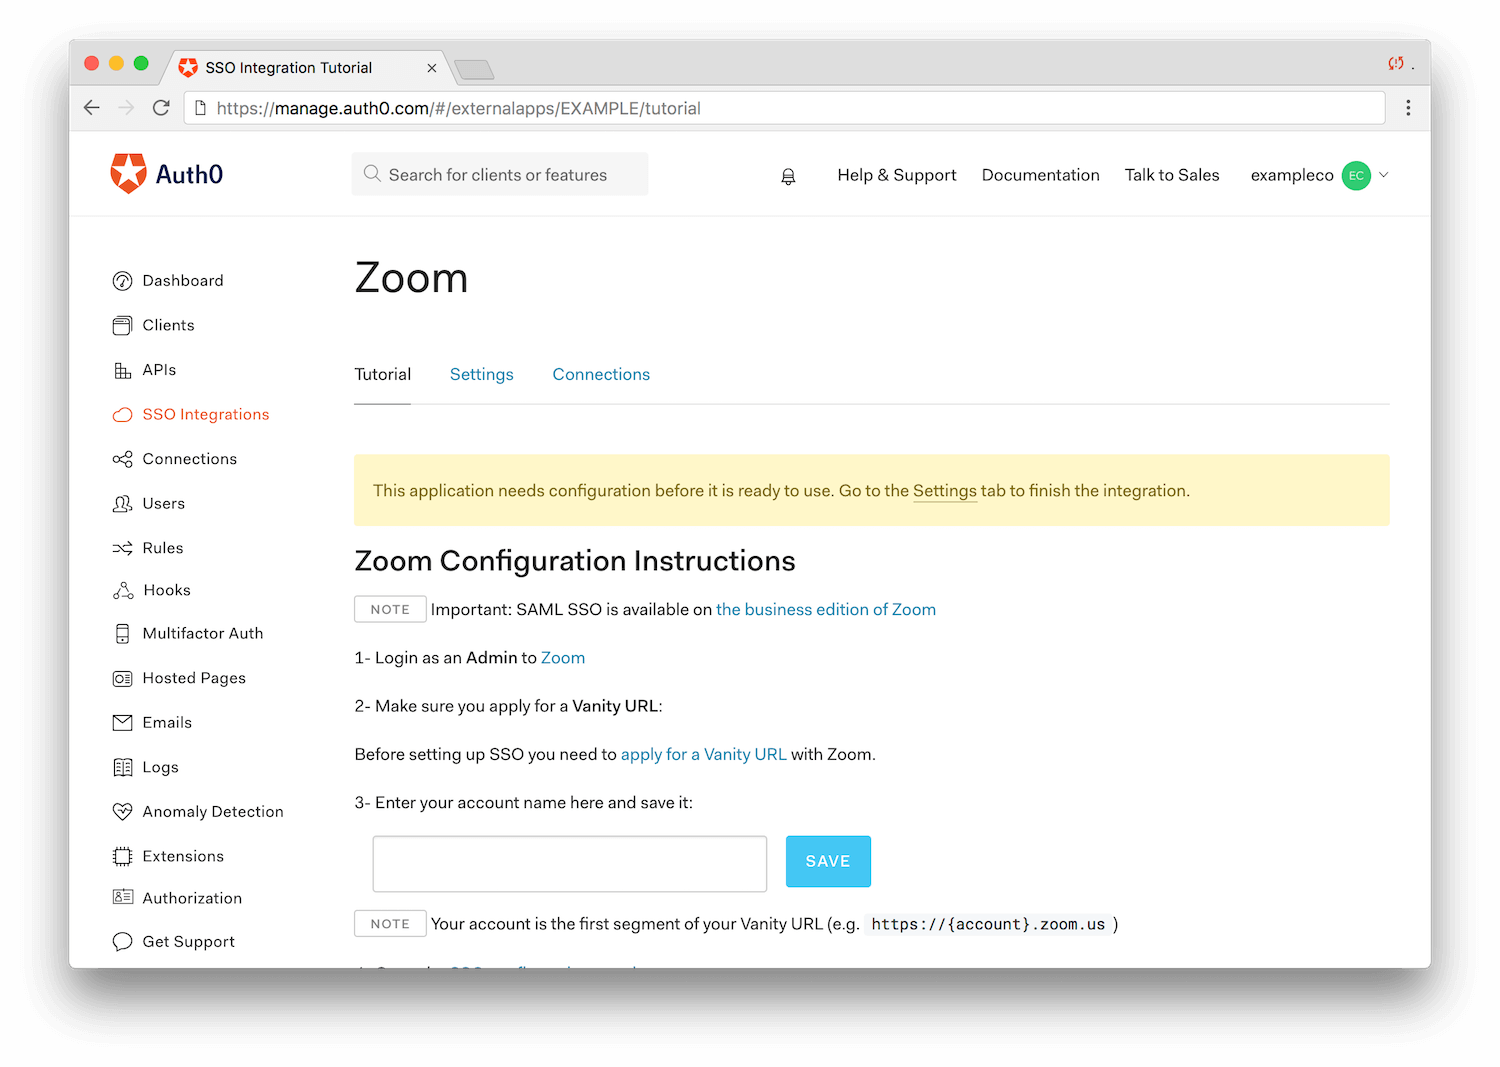 SSO Integration Tutorial
https://manage.auth0.com/#/externalapps/EXAMPLE/tutorial
Auth0
Search for clients or features
Help & Support
Documentation
Talk to Sales
exampleco
EC
Dashboard
Clients
APIs
SSO Integrations
Connections
Users
Rules
Hooks
Multifactor Auth
Hosted Pages
Emails
Logs
Anomaly Detection
Extensions
Authorization
Get Support
Zoom
Tutorial
Settings
Connections
This application needs configuration before it is ready to use. Go to the Settings tab to finish the integration.
Zoom Configuration Instructions
NOTE Important: SAML SSO is available on the business edition of Zoom
1- Login as an Admin to Zoom
2- Make sure you apply for a Vanity URL:
Before setting up SSO you need to apply for a Vanity URL with Zoom.
3- Enter your account name here and save it:
SAVE
NOTE Your account is the first segment of your Vanity URL (e.g. https://{account}.zoom.us )